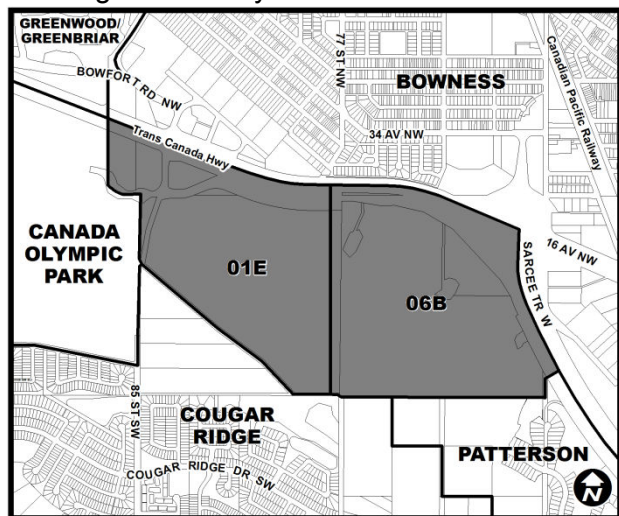 GREENWOOD/
GREENBRIAR
BOWFORT RD NW
77 ST NW
BOWNESS
Canadian Pacific Railway
Trans Canada Hwy
34 AV NW
CANADA
OLYMPIC
PARK
01E
06B
16 AV NW
SARCEE TR W
85 ST SW
COUGAR
RIDGE
COUGAR RIDGE DR SW
PATTERSON
N